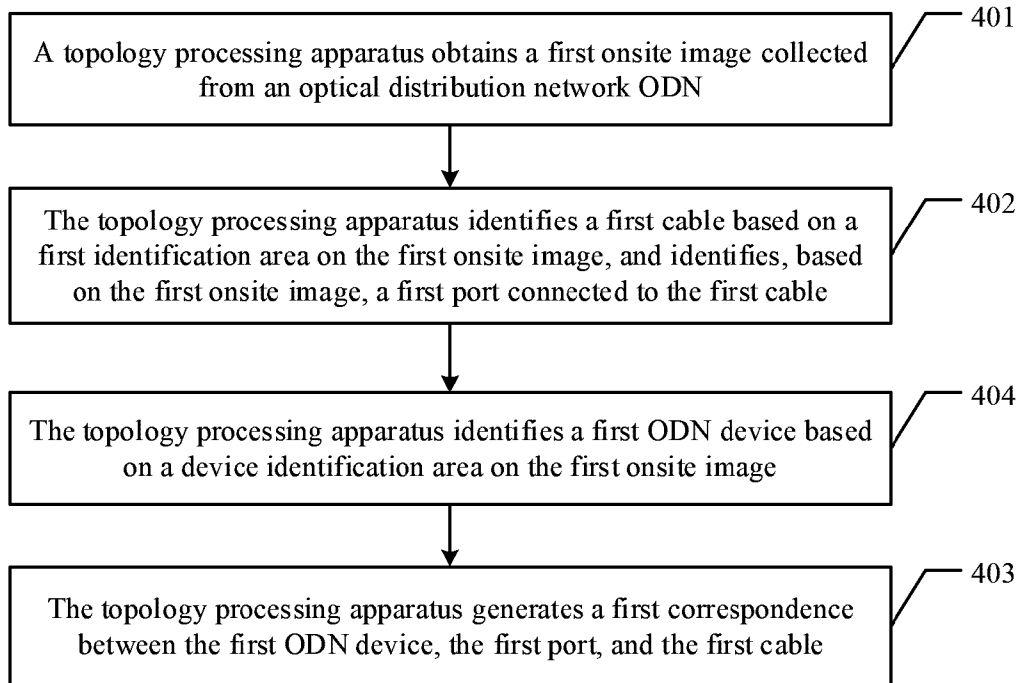 401
A topology processing apparatus obtains a first onsite image collected
from an optical distribution network ODN
402
The topology processing apparatus identifies a first cable based on a
first identification area on the first onsite image, and identifies, based
on the first onsite image, a first port connected to the first cable
404
The topology processing apparatus identifies a first ODN device based
on a device identification area on the first onsite image
403
The topology processing apparatus generates a first correspondence
between the first ODN device, the first port, and the first cable